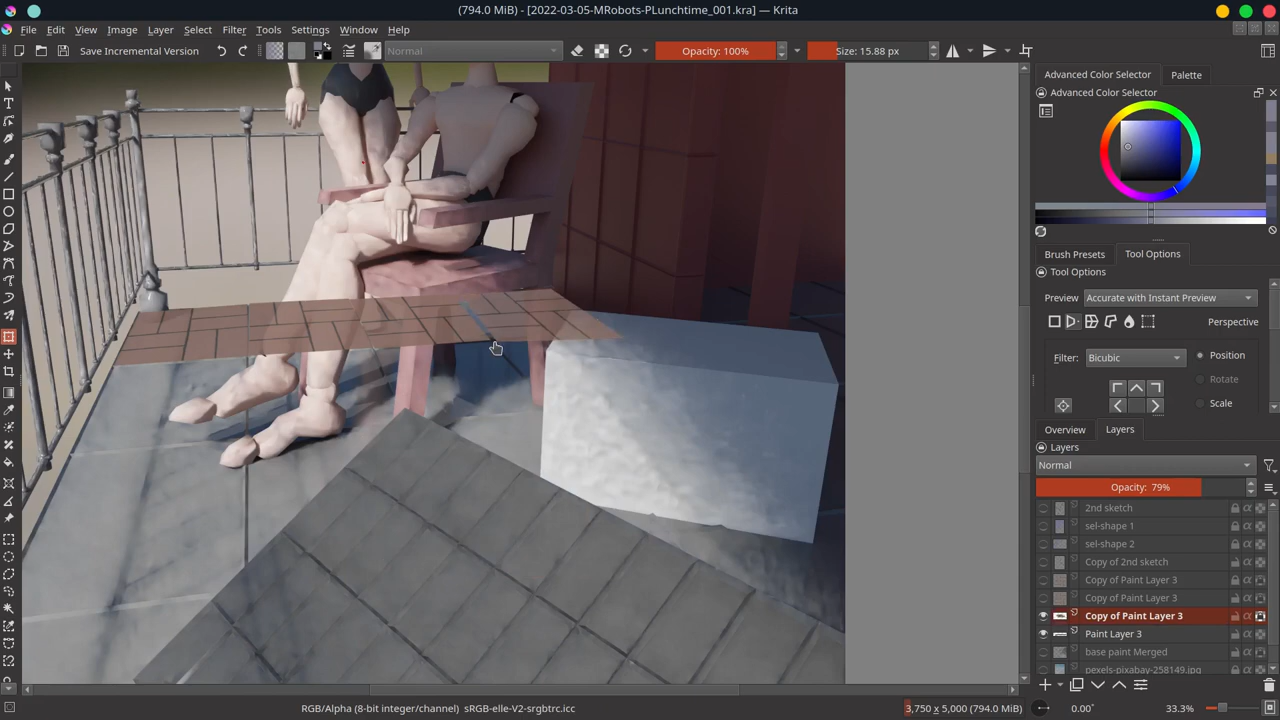 (794.0 MiB) - [2022-03-05-MRobots-PLunchtime_001.kra] — Krita
File Edit View Image Layer Select Filter Tools Settings Window Help
Save Incremental Version Normal Opacity: 100% Size: 15.88 px
Advanced Color Selector Palette
Advanced Color Selector
Brush Presets Tool Options
Tool Options
Preview Accurate with Instant Preview
Perspective
Filter: Bicubic Position
Rotate
Scale
Overview Layers
Layers
Normal
Opacity: 79%
2nd sketch
sel-shape 1
sel-shape 2
Copy of 2nd sketch
Copy of Paint Layer 3
Copy of Paint Layer 3
Copy of Paint Layer 3
Paint Layer 3
base paint Merged
pexels-pixabay-258149.jpg
RGB/Alpha (8-bit integer/channel) sRGB-elle-V2-srgbtrc.icc 3,750 x 5,000 (794.0 MiB) 0.00° 33.3%